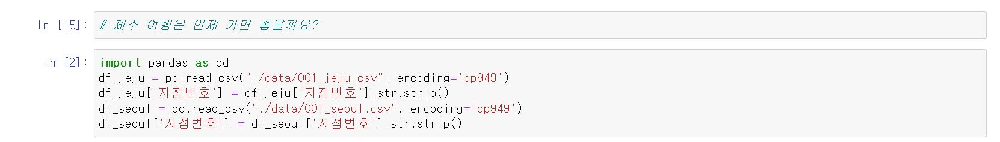 In [15]: # 제주 여행은 언제 가면 좋을까요?
In [2]: import pandas as pd
df_jeju = pd.read_csv("./data/001_jeju.csv", encoding='cp949')
df_jeju['지점번호'] = df_jeju['지점번호'].str.strip()
df_seoul = pd.read_csv("./data/001_seoul.csv", encoding='cp949')
df_seoul['지점번호'] = df_seoul['지점번호'].str.strip()